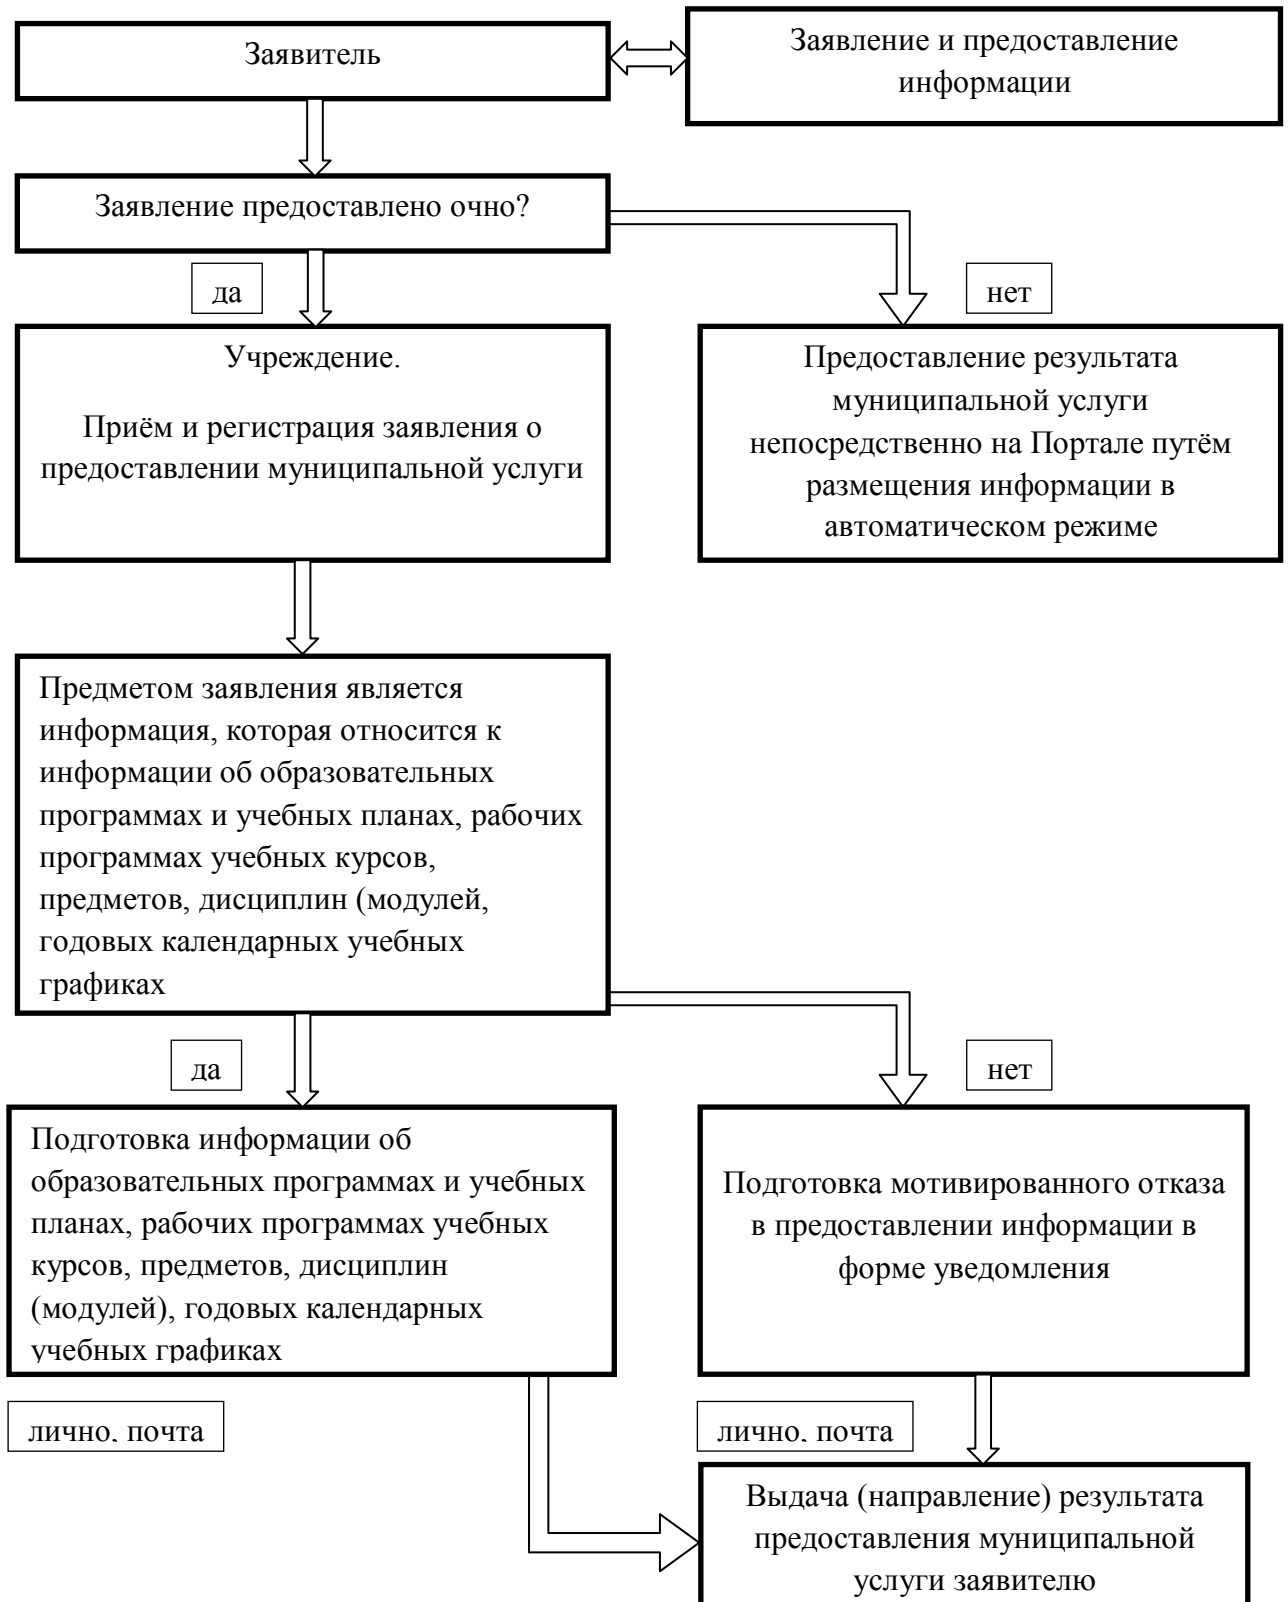 Заявитель
Заявление и предоставление
информации
Заявление предоставлено очно?
да
нет
Учреждение.
Приём и регистрация заявления о
предоставлении муниципальной услуги
Предоставление результата
муниципальной услуги
непосредственно на Портале путём
размещения информации в
автоматическом режиме
Предметом заявления является
информация, которая относится к
информации об образовательных
программах и учебных планах, рабочих
программах учебных курсов,
предметов, дисциплин (модулей,
годовых календарных учебных
графиках
да
нет
Подготовка информации об
образовательных программах и учебных
планах, рабочих программах учебных
курсов, предметов, дисциплин
(модулей), годовых календарных
учебных графиках
Подготовка мотивированного отказа
в предоставлении информации в
форме уведомления
лично, почта
лично, почта
Выдача (направление) результата
предоставления муниципальной
услуги заявителю